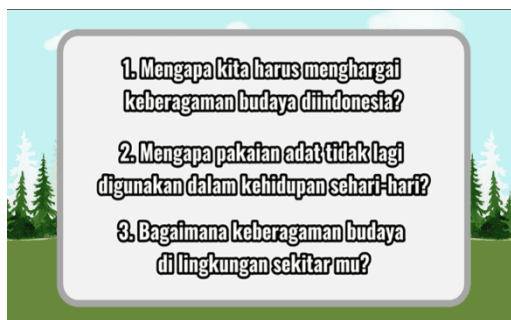 1. Mengapa kita harus menghargai
keberagaman budaya diindonesia?
2. Mengapa pakaian adat tidak lagi
digunakan dalam kehidupan sehari-hari?
3. Bagaimana keberagaman budaya
di lingkungan sekitar mu?